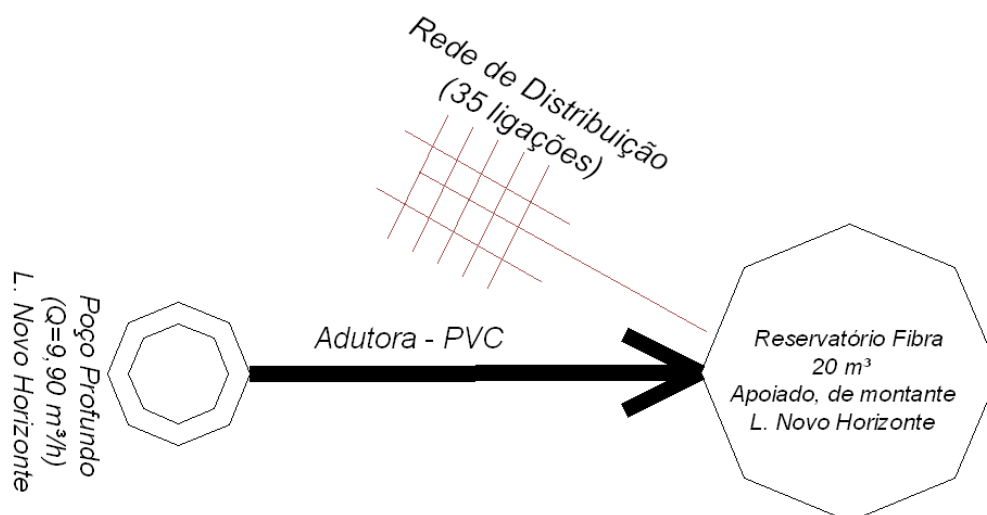 Rede de Distribuição
(35 ligações)
Poço Profundo
(Q=9,90 m³/h)
L. Novo Horizonte
Adutora - PVC
Reservatório Fibra
20 m³
Apoiado, de montante
L. Novo Horizonte